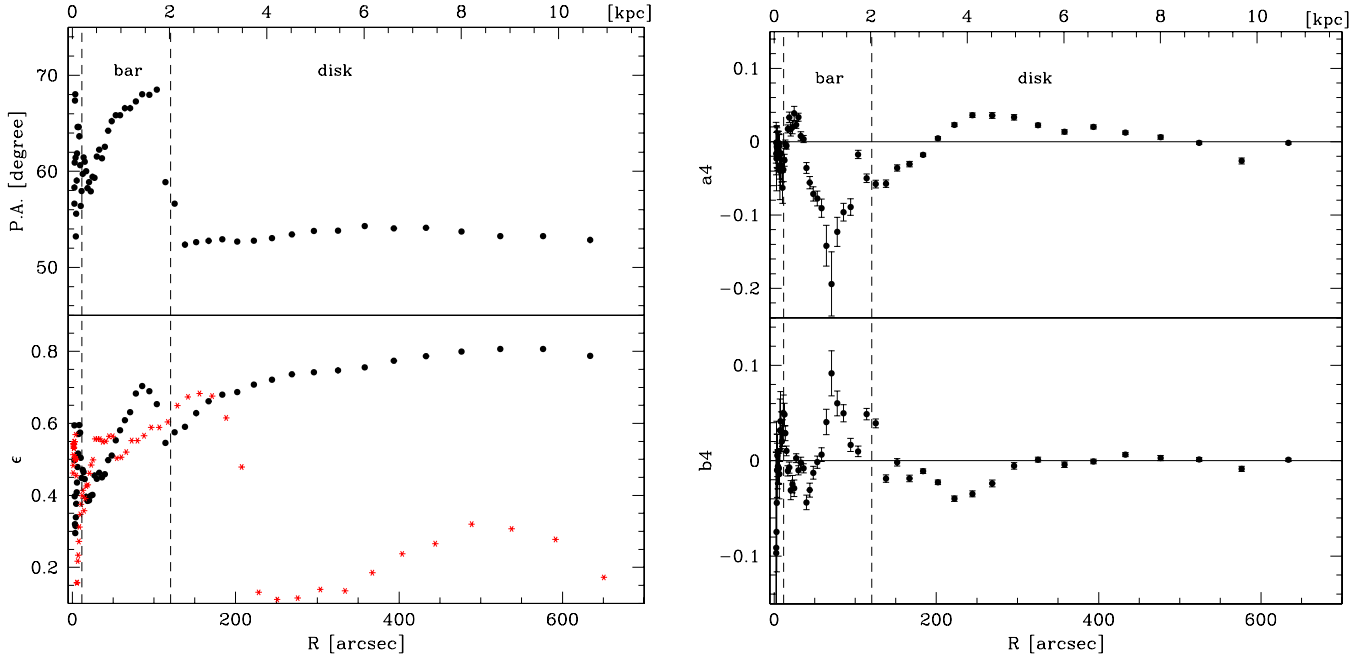 0 2 4 6 8 10 [kpc]
bar disk
70
60
50
P.A. [degree]
0.8
0.6
0.4
0.2
ϵ
0 200 400 600
R [arcsec]
0 2 4 6 8 10 [kpc]
bar disk
0.1
0
−0.1
−0.2
a4
0.1
0
−0.1
b4
0 200 400 600
R [arcsec]